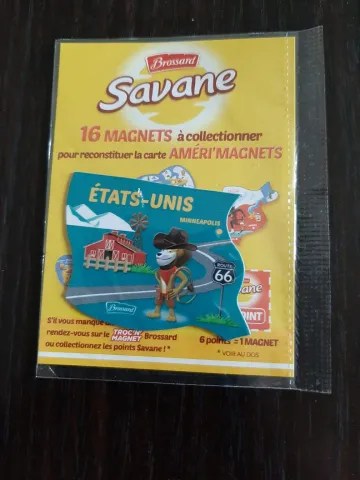 Brossard
Savane
16 MAGNETS à collectionner
pour reconstituer la carte AMÉRI'MAGNETS
ÉTATS-UNIS
MINNEAPOLIS
ROUTE
66
Brossard
S'il vous manque
rendez-vous sur le TROC'N MAGNET Brossard
ou collectionnez les points Savane ! *
6 points = 1 MAGNET
* VOIR AU DOS